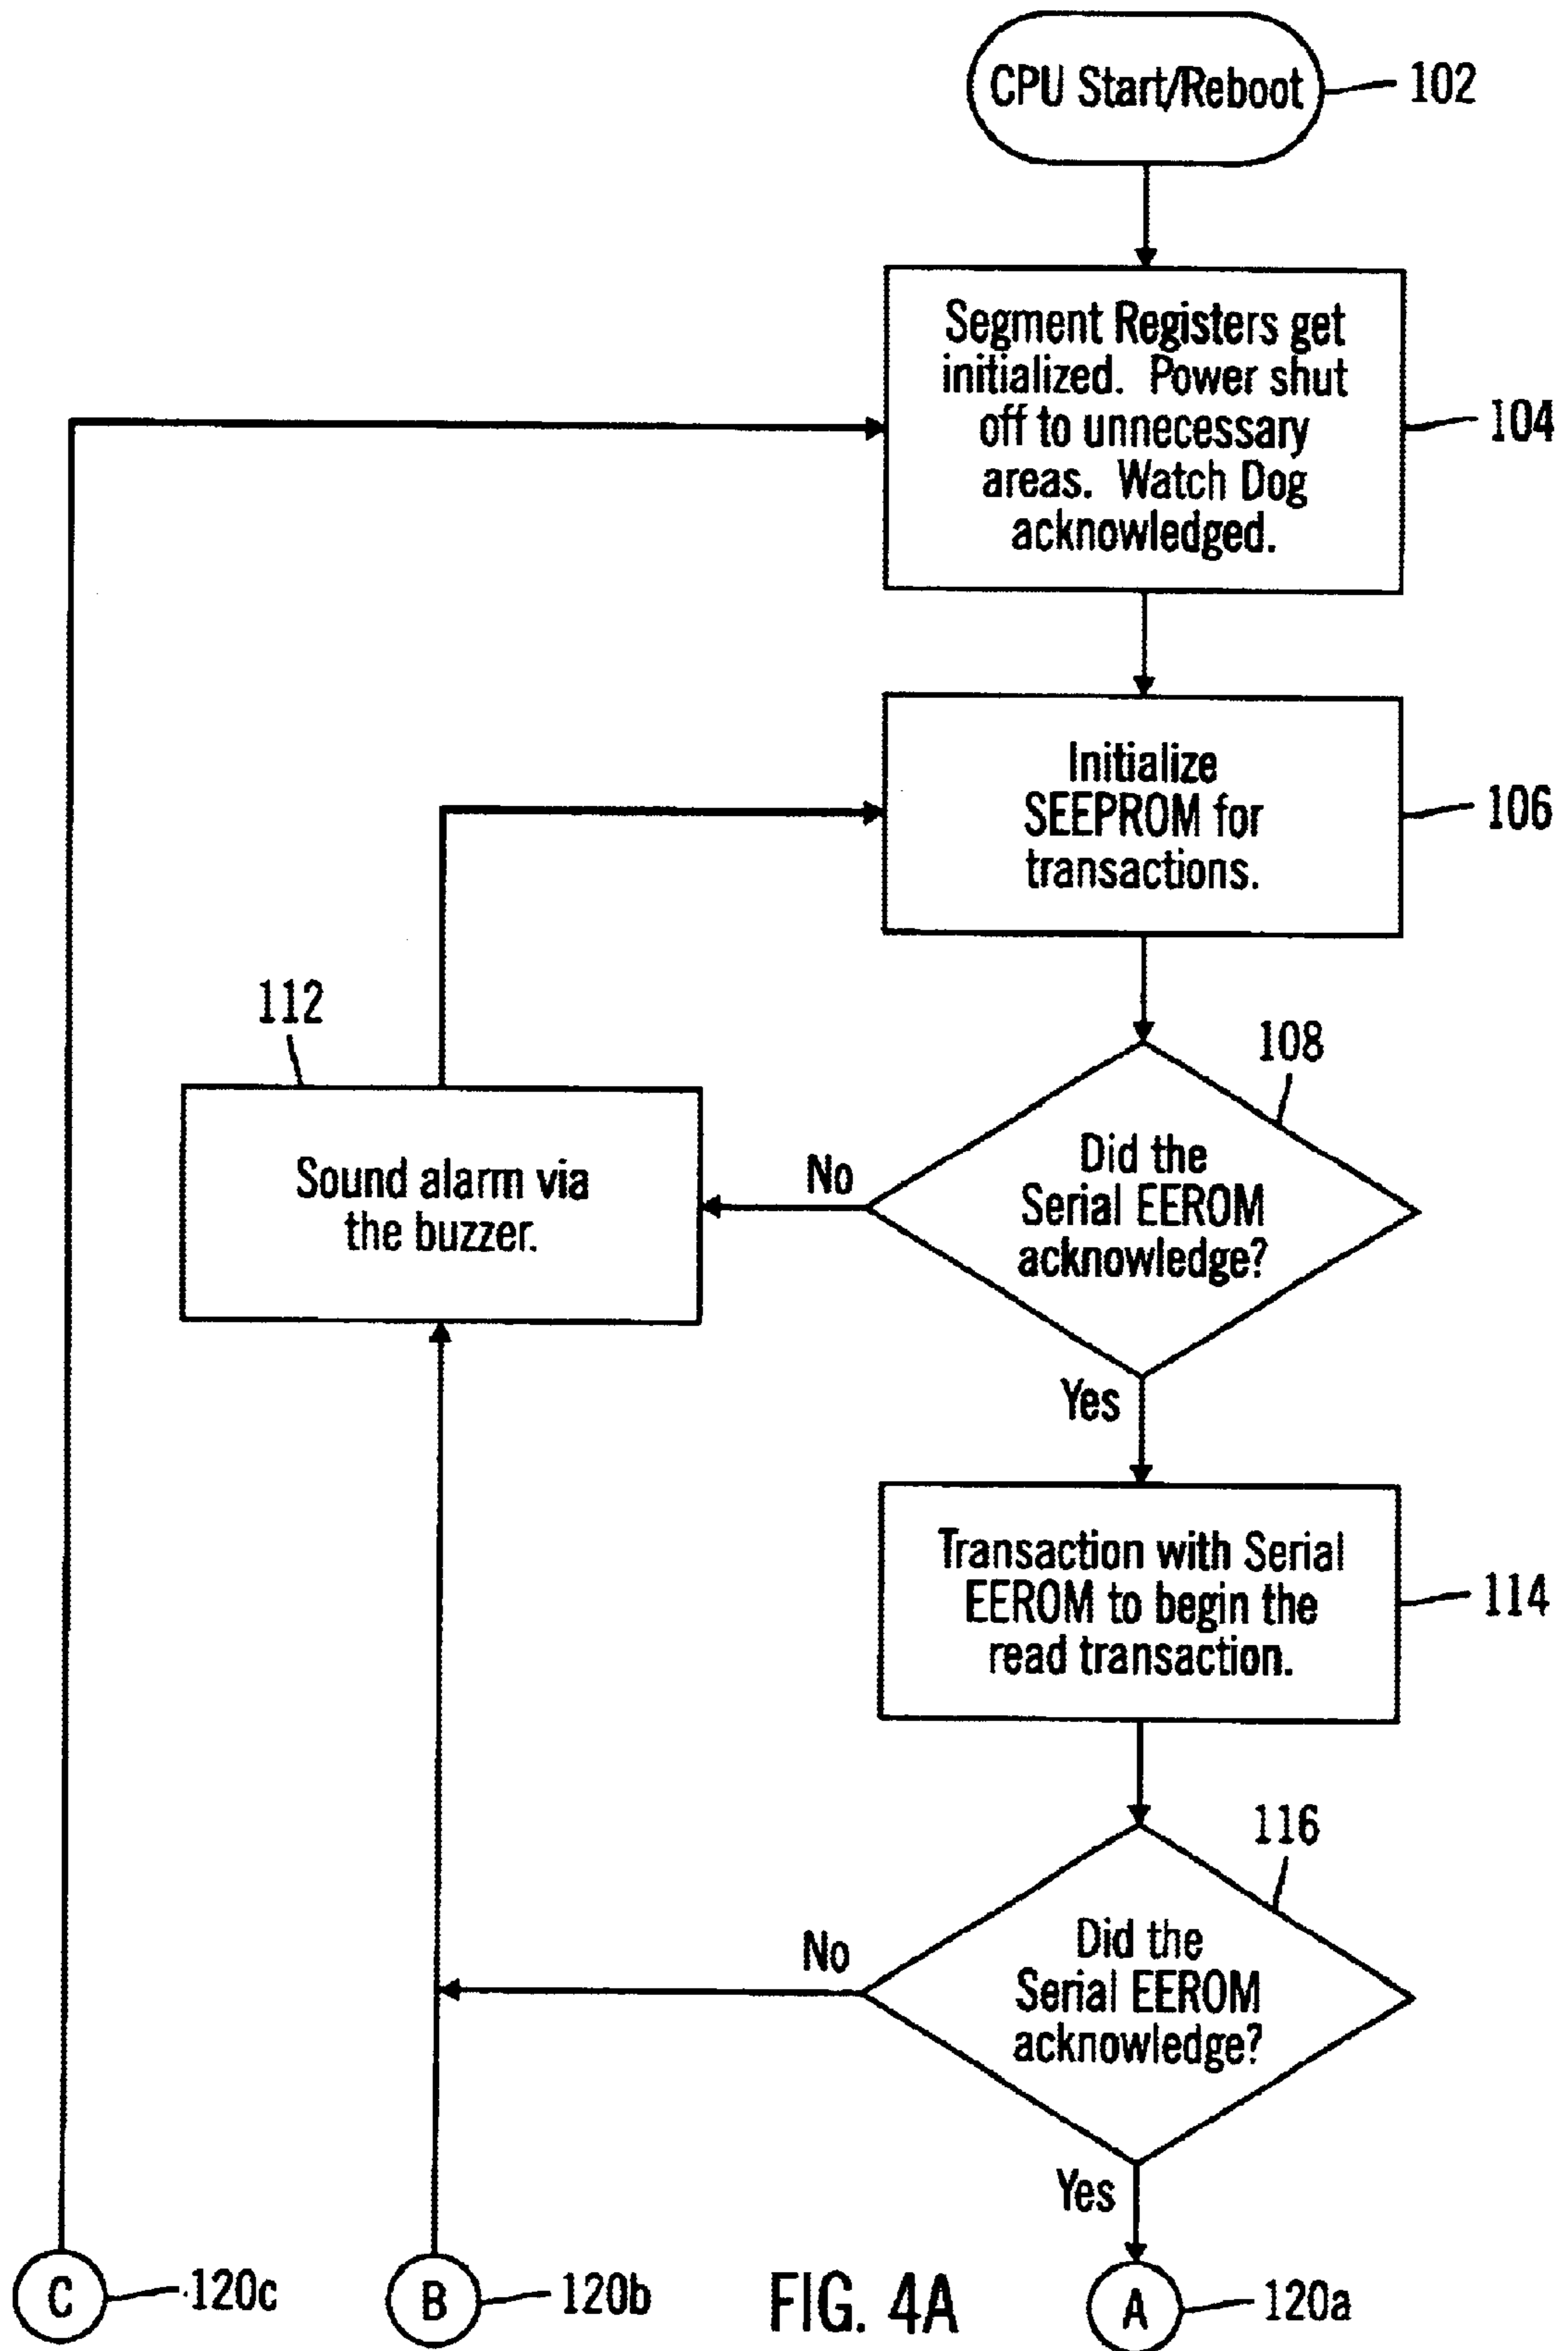 CPU Start/Reboot
102
Segment Registers get
initialized. Power shut
off to unnecessary
areas. Watch Dog
acknowledged.
104
Initialize
SEEPROM for
transactions.
106
112
108
Sound alarm via
the buzzer.
No
Did the
Serial EEROM
acknowledge?
Yes
Transaction with Serial
EEROM to begin the
read transaction.
114
116
No
Did the
Serial EEROM
acknowledge?
Yes
C
120c
B
120b
FIG. 4A
A
120a